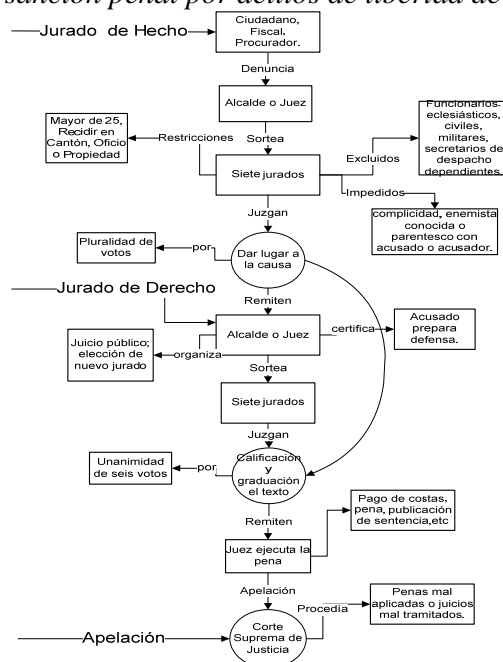 sanción penal por delitos de libertad de
Jurado de Hecho
Ciudadano,
Fiscal,
Procurador.
Denuncia
Alcalde o Juez
Mayor de 25,
Recidir en
Cantón, Oficio
o Propiedad
Restricciones
Sortea
Funcionarios
eclesiásticos,
civiles,
militares,
secretarios de
despacho
dependientes
Excluidos
Siete jurados
Impedidos
complicidad, enemista
conocida o
parentesco con
acusado o acusador.
Juzgan
Pluralidad de
votos
por
Dar lugar a
la causa
Jurado de Derecho
Remiten
Alcalde o Juez
certifica
Acusado
prepara
defensa.
Juicio público;
elección de
nuevo jurado
organiza
Sortea
Siete jurados
Juzgan
Unanimidad
de seis votos
por
Calificación
y
graduación
el texto
Remiten
Pago de costas,
pena, publicación
de sentencia,etc
Juez ejecuta la
pena
Apelación
Procedía
Penas mal
aplicadas o juicios
mal tramitados.
Apelación
Corte
Suprema de
Justicia